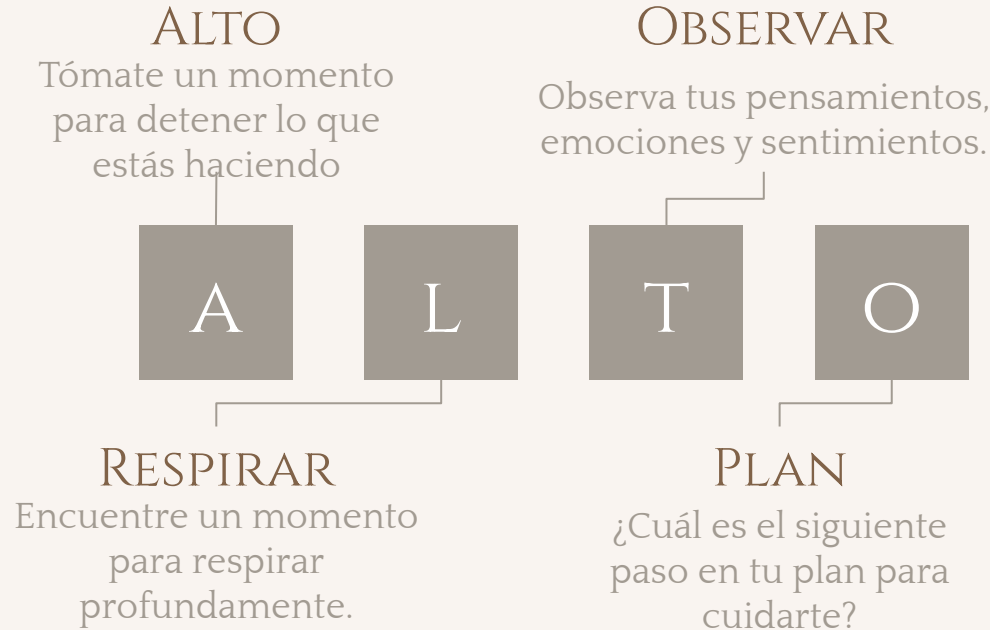 Alto
Tómate un momento
para detener lo que
estás haciendo
Observar
Observa tus pensamientos,
emociones y sentimientos.
A
L
T
O
Respirar
Encuentre un momento
para respirar
profundamente.
Plan
¿Cuál es el siguiente
paso en tu plan para
cuidarte?